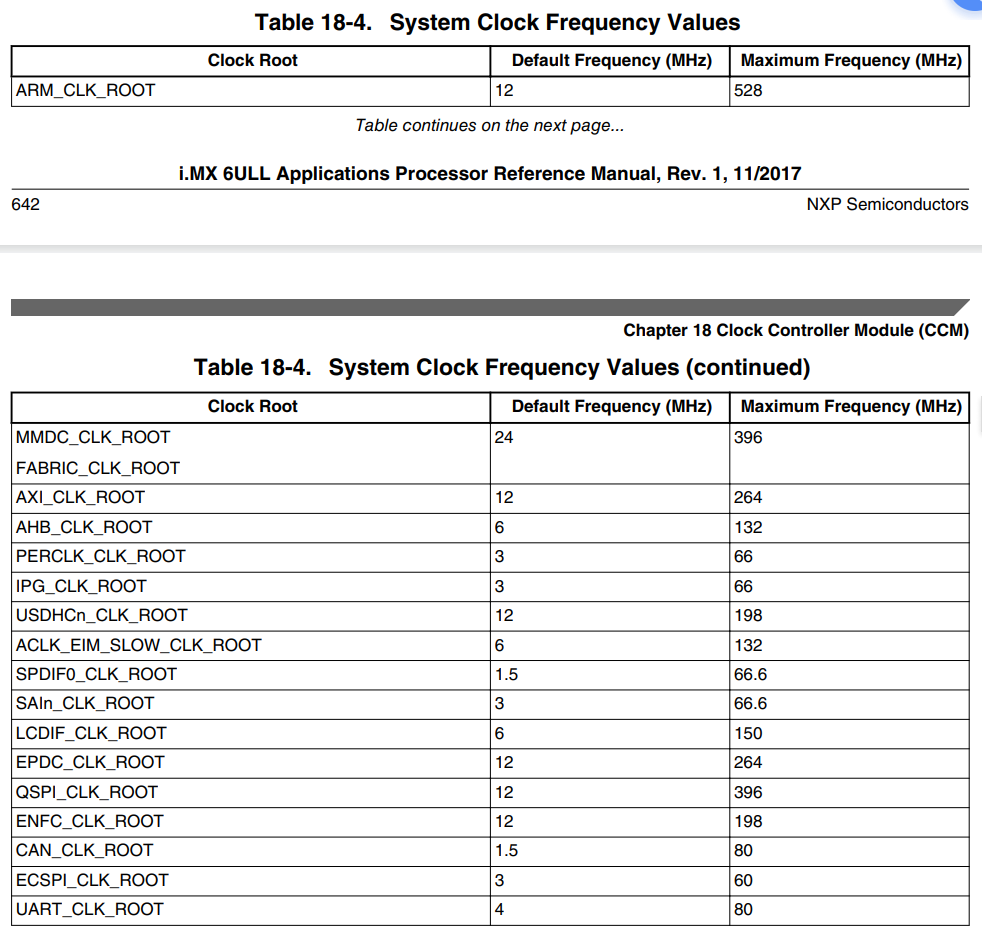 Table 18-4. System Clock Frequency Values
Clock Root Default Frequency (MHz) Maximum Frequency (MHz)
ARM_CLK_ROOT 12 528
Table continues on the next page...
i.MX 6ULL Applications Processor Reference Manual, Rev. 1, 11/2017
642 NXP Semiconductors
Chapter 18 Clock Controller Module (CCM)
Table 18-4. System Clock Frequency Values (continued)
Clock Root Default Frequency (MHz) Maximum Frequency (MHz)
MMDC_CLK_ROOT 24 396
FABRIC_CLK_ROOT
AXI_CLK_ROOT 12 264
AHB_CLK_ROOT 6 132
PERCLK_CLK_ROOT 3 66
IPG_CLK_ROOT 3 66
USDHCn_CLK_ROOT 12 198
ACLK_EIM_SLOW_CLK_ROOT 6 132
SPDIF0_CLK_ROOT 1.5 66.6
SAIn_CLK_ROOT 3 66.6
LCDIF_CLK_ROOT 6 150
EPDC_CLK_ROOT 12 264
QSPI_CLK_ROOT 12 396
ENFC_CLK_ROOT 12 198
CAN_CLK_ROOT 1.5 80
ECSPI_CLK_ROOT 3 60
UART_CLK_ROOT 4 80